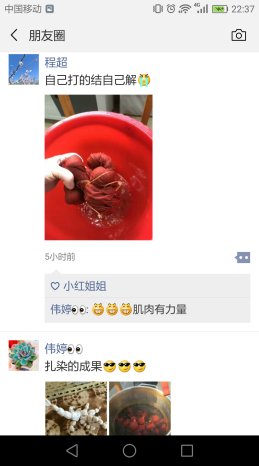 中国移动 4G 22:37
朋友圈
程超
自己打的结自己解😭
5小时前
小红姐姐
伟婷👀: 😁😁😁肌肉有力量
伟婷👀
扎染的成果😎😎😎